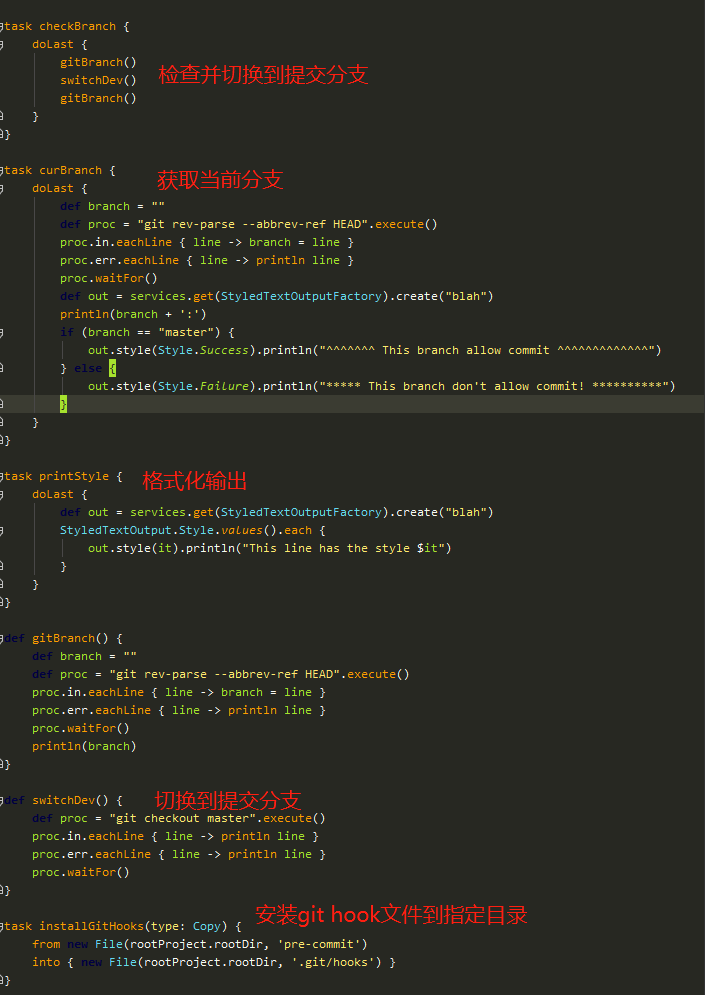 task checkBranch {
    doLast {
        gitBranch()
        switchDev()
        gitBranch()
    }
}
检查并切换到提交分支
task curBranch {
    doLast {
        def branch = ""
        def proc = "git rev-parse --abbrev-ref HEAD".execute()
        proc.in.eachLine { line -> branch = line }
        proc.err.eachLine { line -> println line }
        proc.waitFor()
        def out = services.get(StyledTextOutputFactory).create("blah")
        println(branch + ':')
        if (branch == "master") {
            out.style(Style.Success).println("^^^^^^^ This branch allow commit ^^^^^^^^^^^^^")
        } else {
            out.style(Style.Failure).println("***** This branch don't allow commit! **********")
        }
    }
}
获取当前分支
task printStyle {
    doLast {
        def out = services.get(StyledTextOutputFactory).create("blah")
        StyledTextOutput.Style.values().each {
            out.style(it).println("This line has the style $it")
        }
    }
}
格式化输出
def gitBranch() {
    def branch = ""
    def proc = "git rev-parse --abbrev-ref HEAD".execute()
    proc.in.eachLine { line -> branch = line }
    proc.err.eachLine { line -> println line }
    proc.waitFor()
    println(branch)
}
def switchDev() {
    def proc = "git checkout master".execute()
    proc.in.eachLine { line -> println line }
    proc.err.eachLine { line -> println line }
    proc.waitFor()
}
切换到提交分支
task installGitHooks(type: Copy) {
    from new File(rootProject.rootDir, 'pre-commit')
    into { new File(rootProject.rootDir, '.git/hooks') }
}
安装git hook文件到指定目录